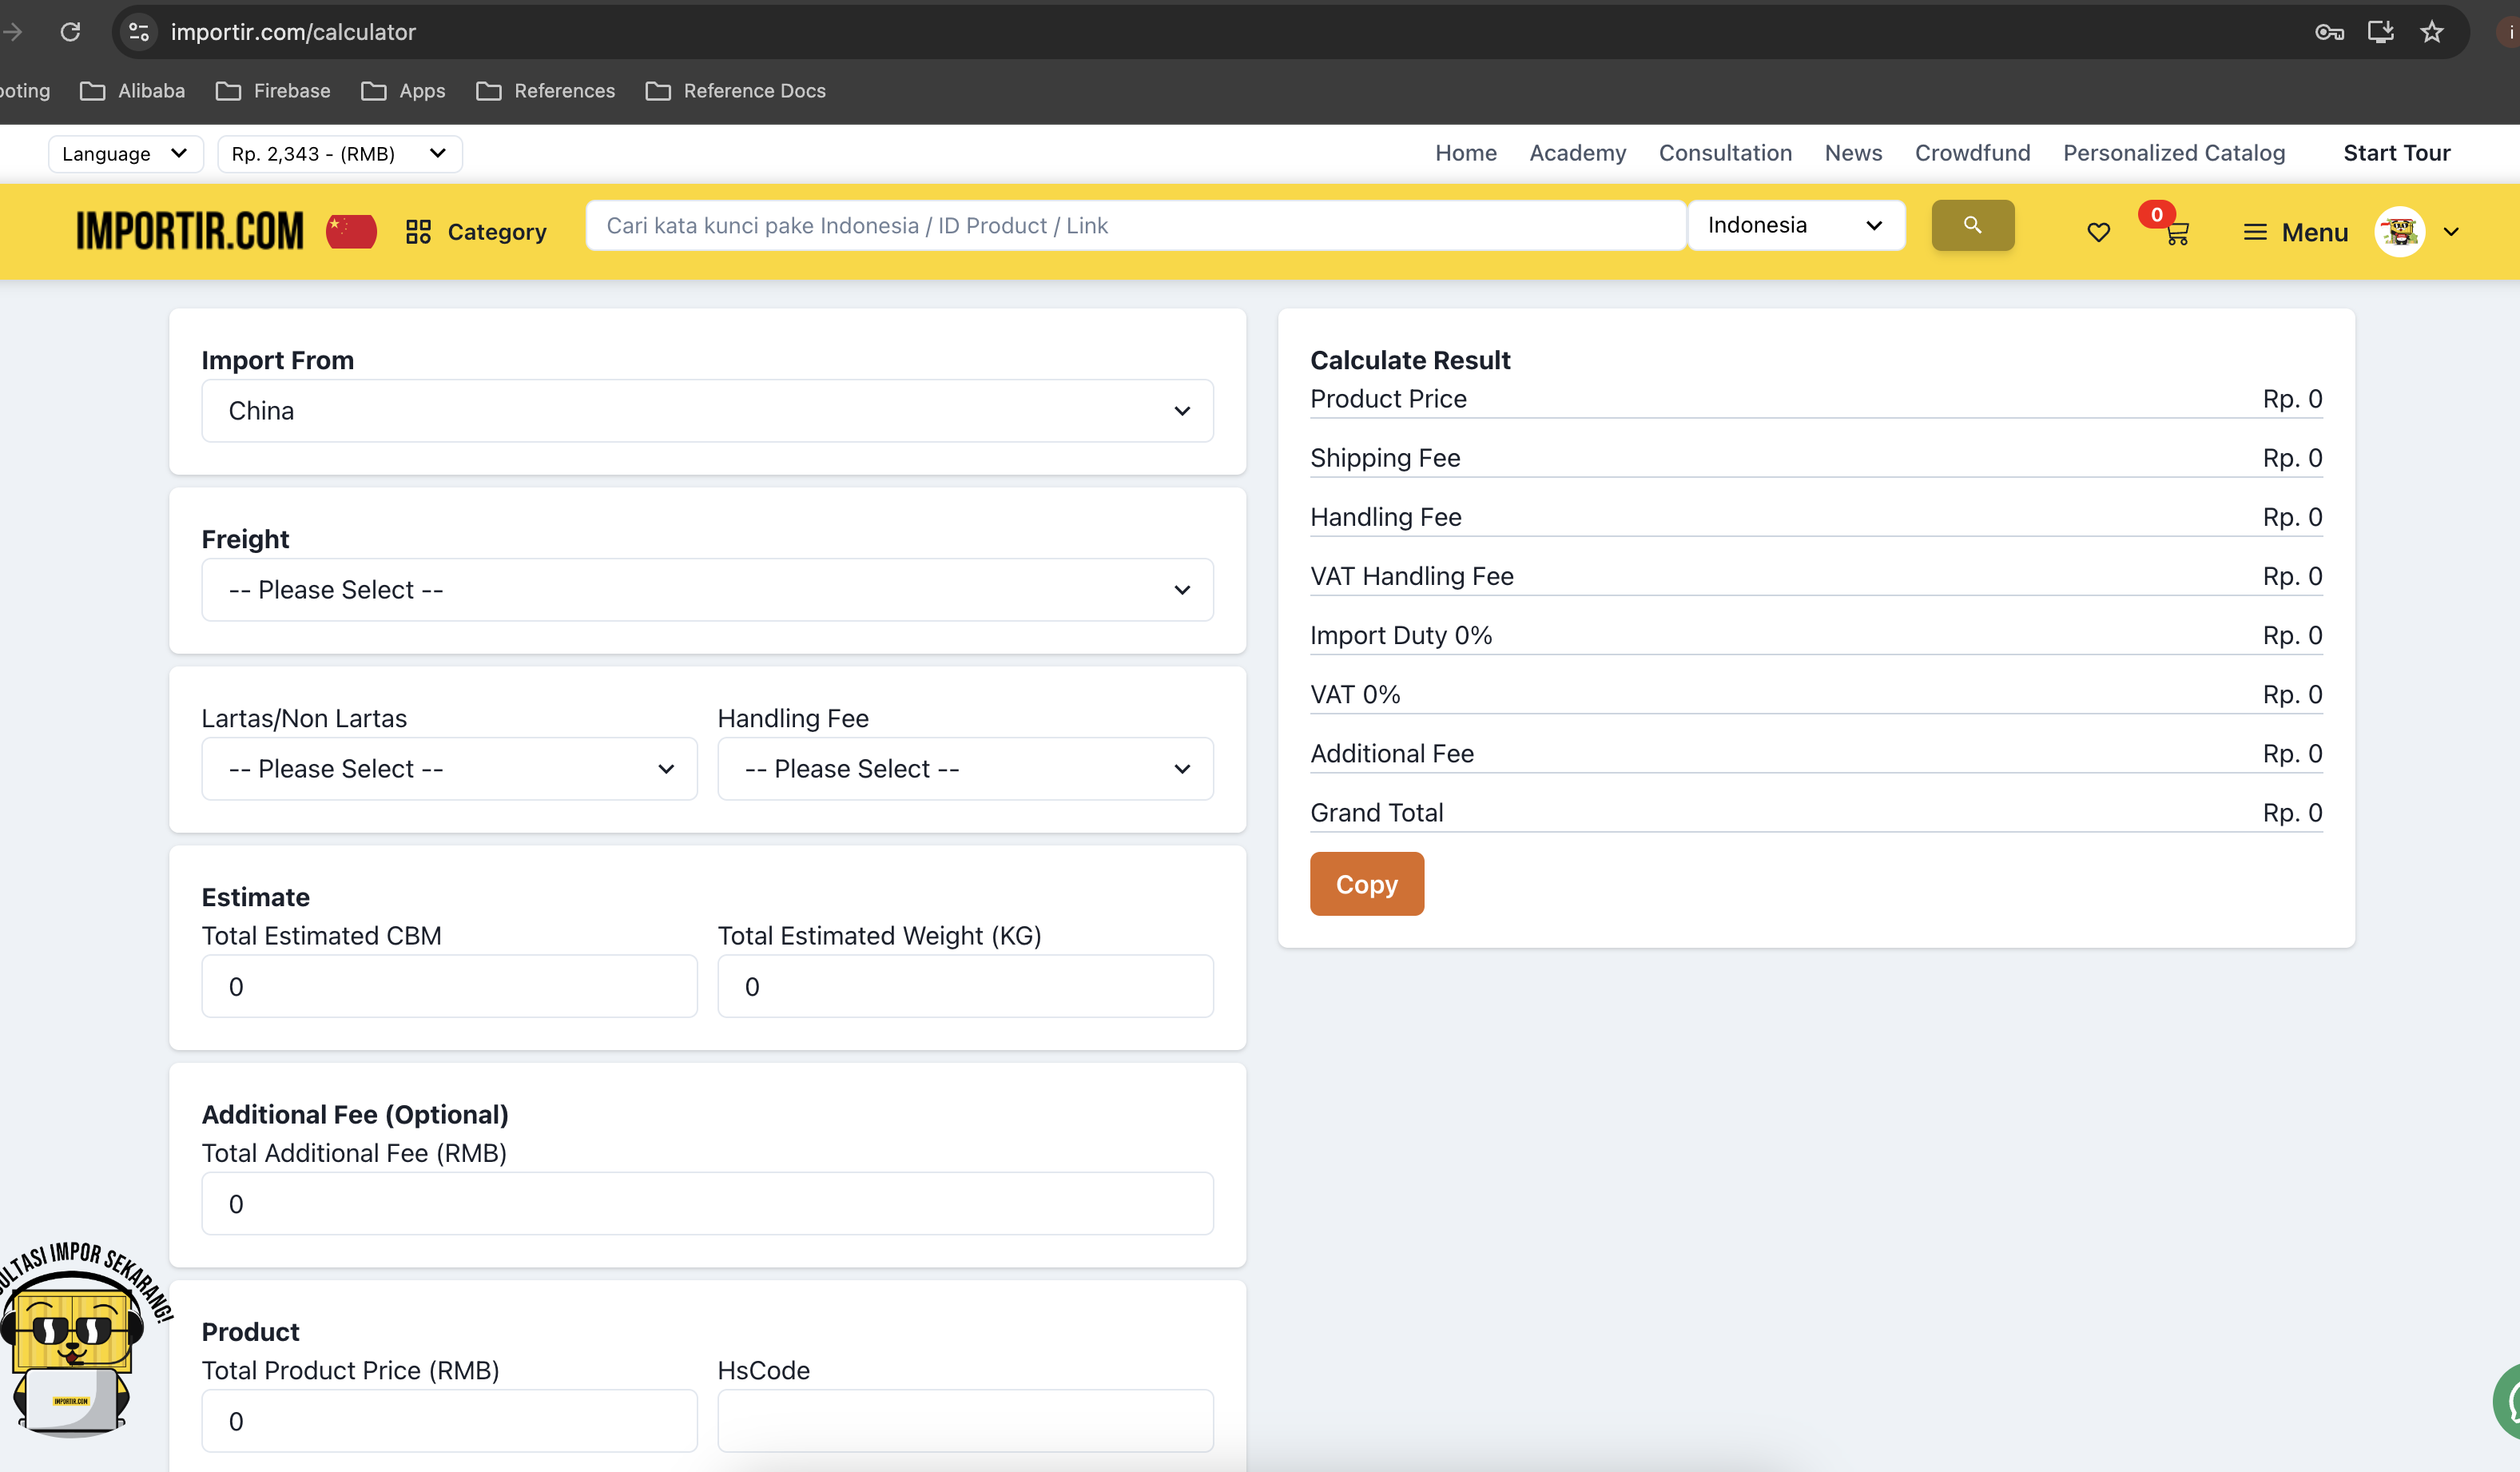 importir.com/calculator
Alibaba
Firebase
Apps
References
Reference Docs
Language
Rp. 2,343 - (RMB)
Home
Academy
Consultation
News
Crowdfund
Personalized Catalog
Start Tour
IMPORTIR.COM
Category
Cari kata kunci pake Indonesia / ID Product / Link
Indonesia
0
Menu
Import From
China
Freight
-- Please Select --
Lartas/Non Lartas
Handling Fee
-- Please Select --
-- Please Select --
Estimate
Total Estimated CBM
Total Estimated Weight (KG)
0
0
Additional Fee (Optional)
Total Additional Fee (RMB)
0
Product
Total Product Price (RMB)
HsCode
0
Calculate Result
Product Price Rp. 0
Shipping Fee Rp. 0
Handling Fee Rp. 0
VAT Handling Fee Rp. 0
Import Duty 0% Rp. 0
VAT 0% Rp. 0
Additional Fee Rp. 0
Grand Total Rp. 0
Copy
IMPOR SEKARANG!
IMPORTIR.COM